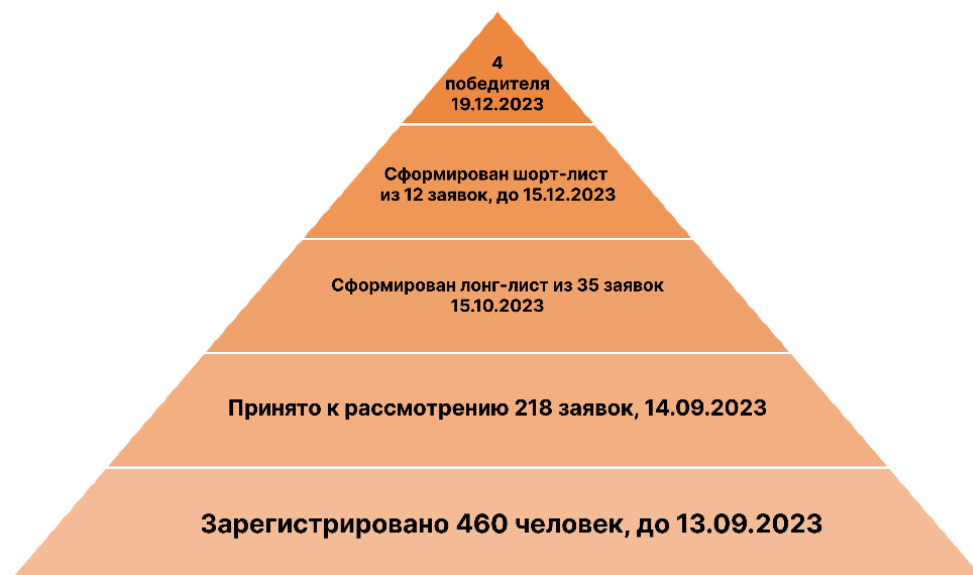 4
победителя
19.12.2023
Сформирован шорт-лист
из 12 заявок, до 15.12.2023
Сформирован лонг-лист из 35 заявок
15.10.2023
Принято к рассмотрению 218 заявок, 14.09.2023
Зарегистрировано 460 человек, до 13.09.2023